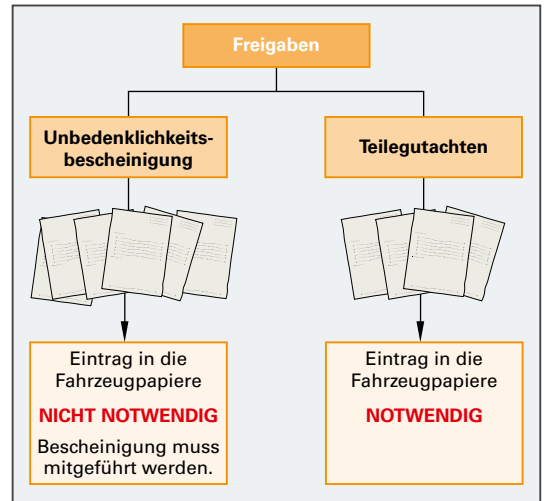 Freigaben
Unbedenklichkeits-
bescheinigung
Teilegutachten
Eintrag in die
Fahrzeugpapiere
NICHT NOTWENDIG
Bescheinigung muss
mitgeführt werden.
Eintrag in die
Fahrzeugpapiere
NOTWENDIG